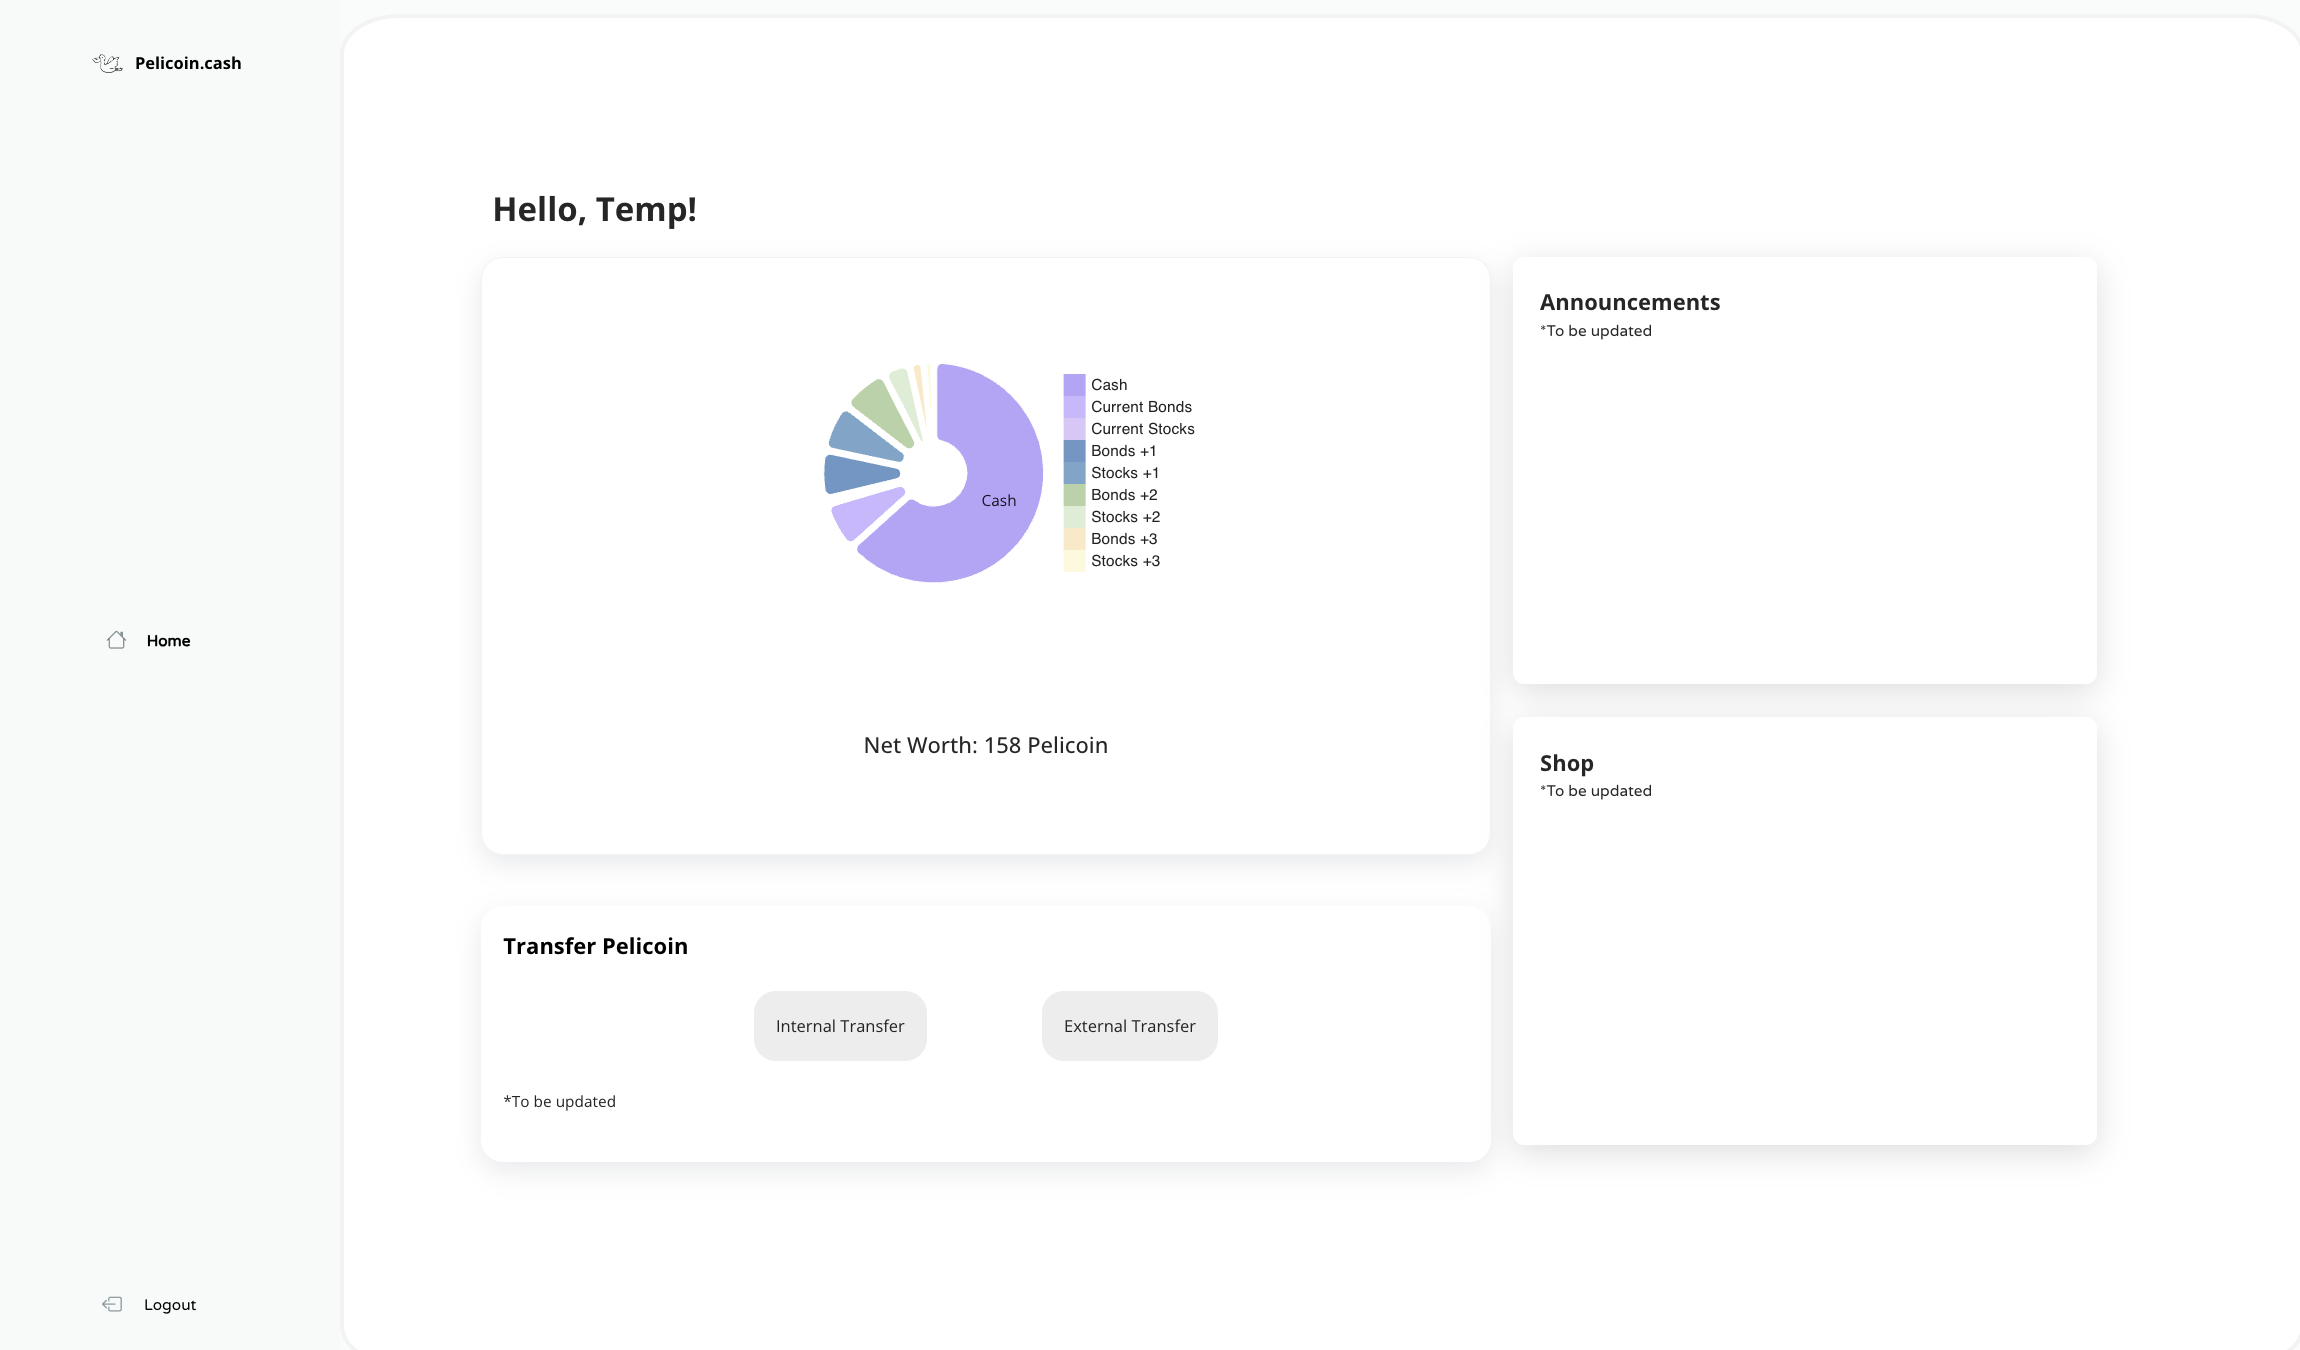 Pelicoin.cash
Home
Logout
Hello, Temp!
Cash
Cash
Current Bonds
Current Stocks
Bonds +1
Stocks +1
Bonds +2
Stocks +2
Bonds +3
Stocks +3
Net Worth: 158 Pelicoin
Transfer Pelicoin
Internal Transfer
External Transfer
*To be updated
Announcements
*To be updated
Shop
*To be updated